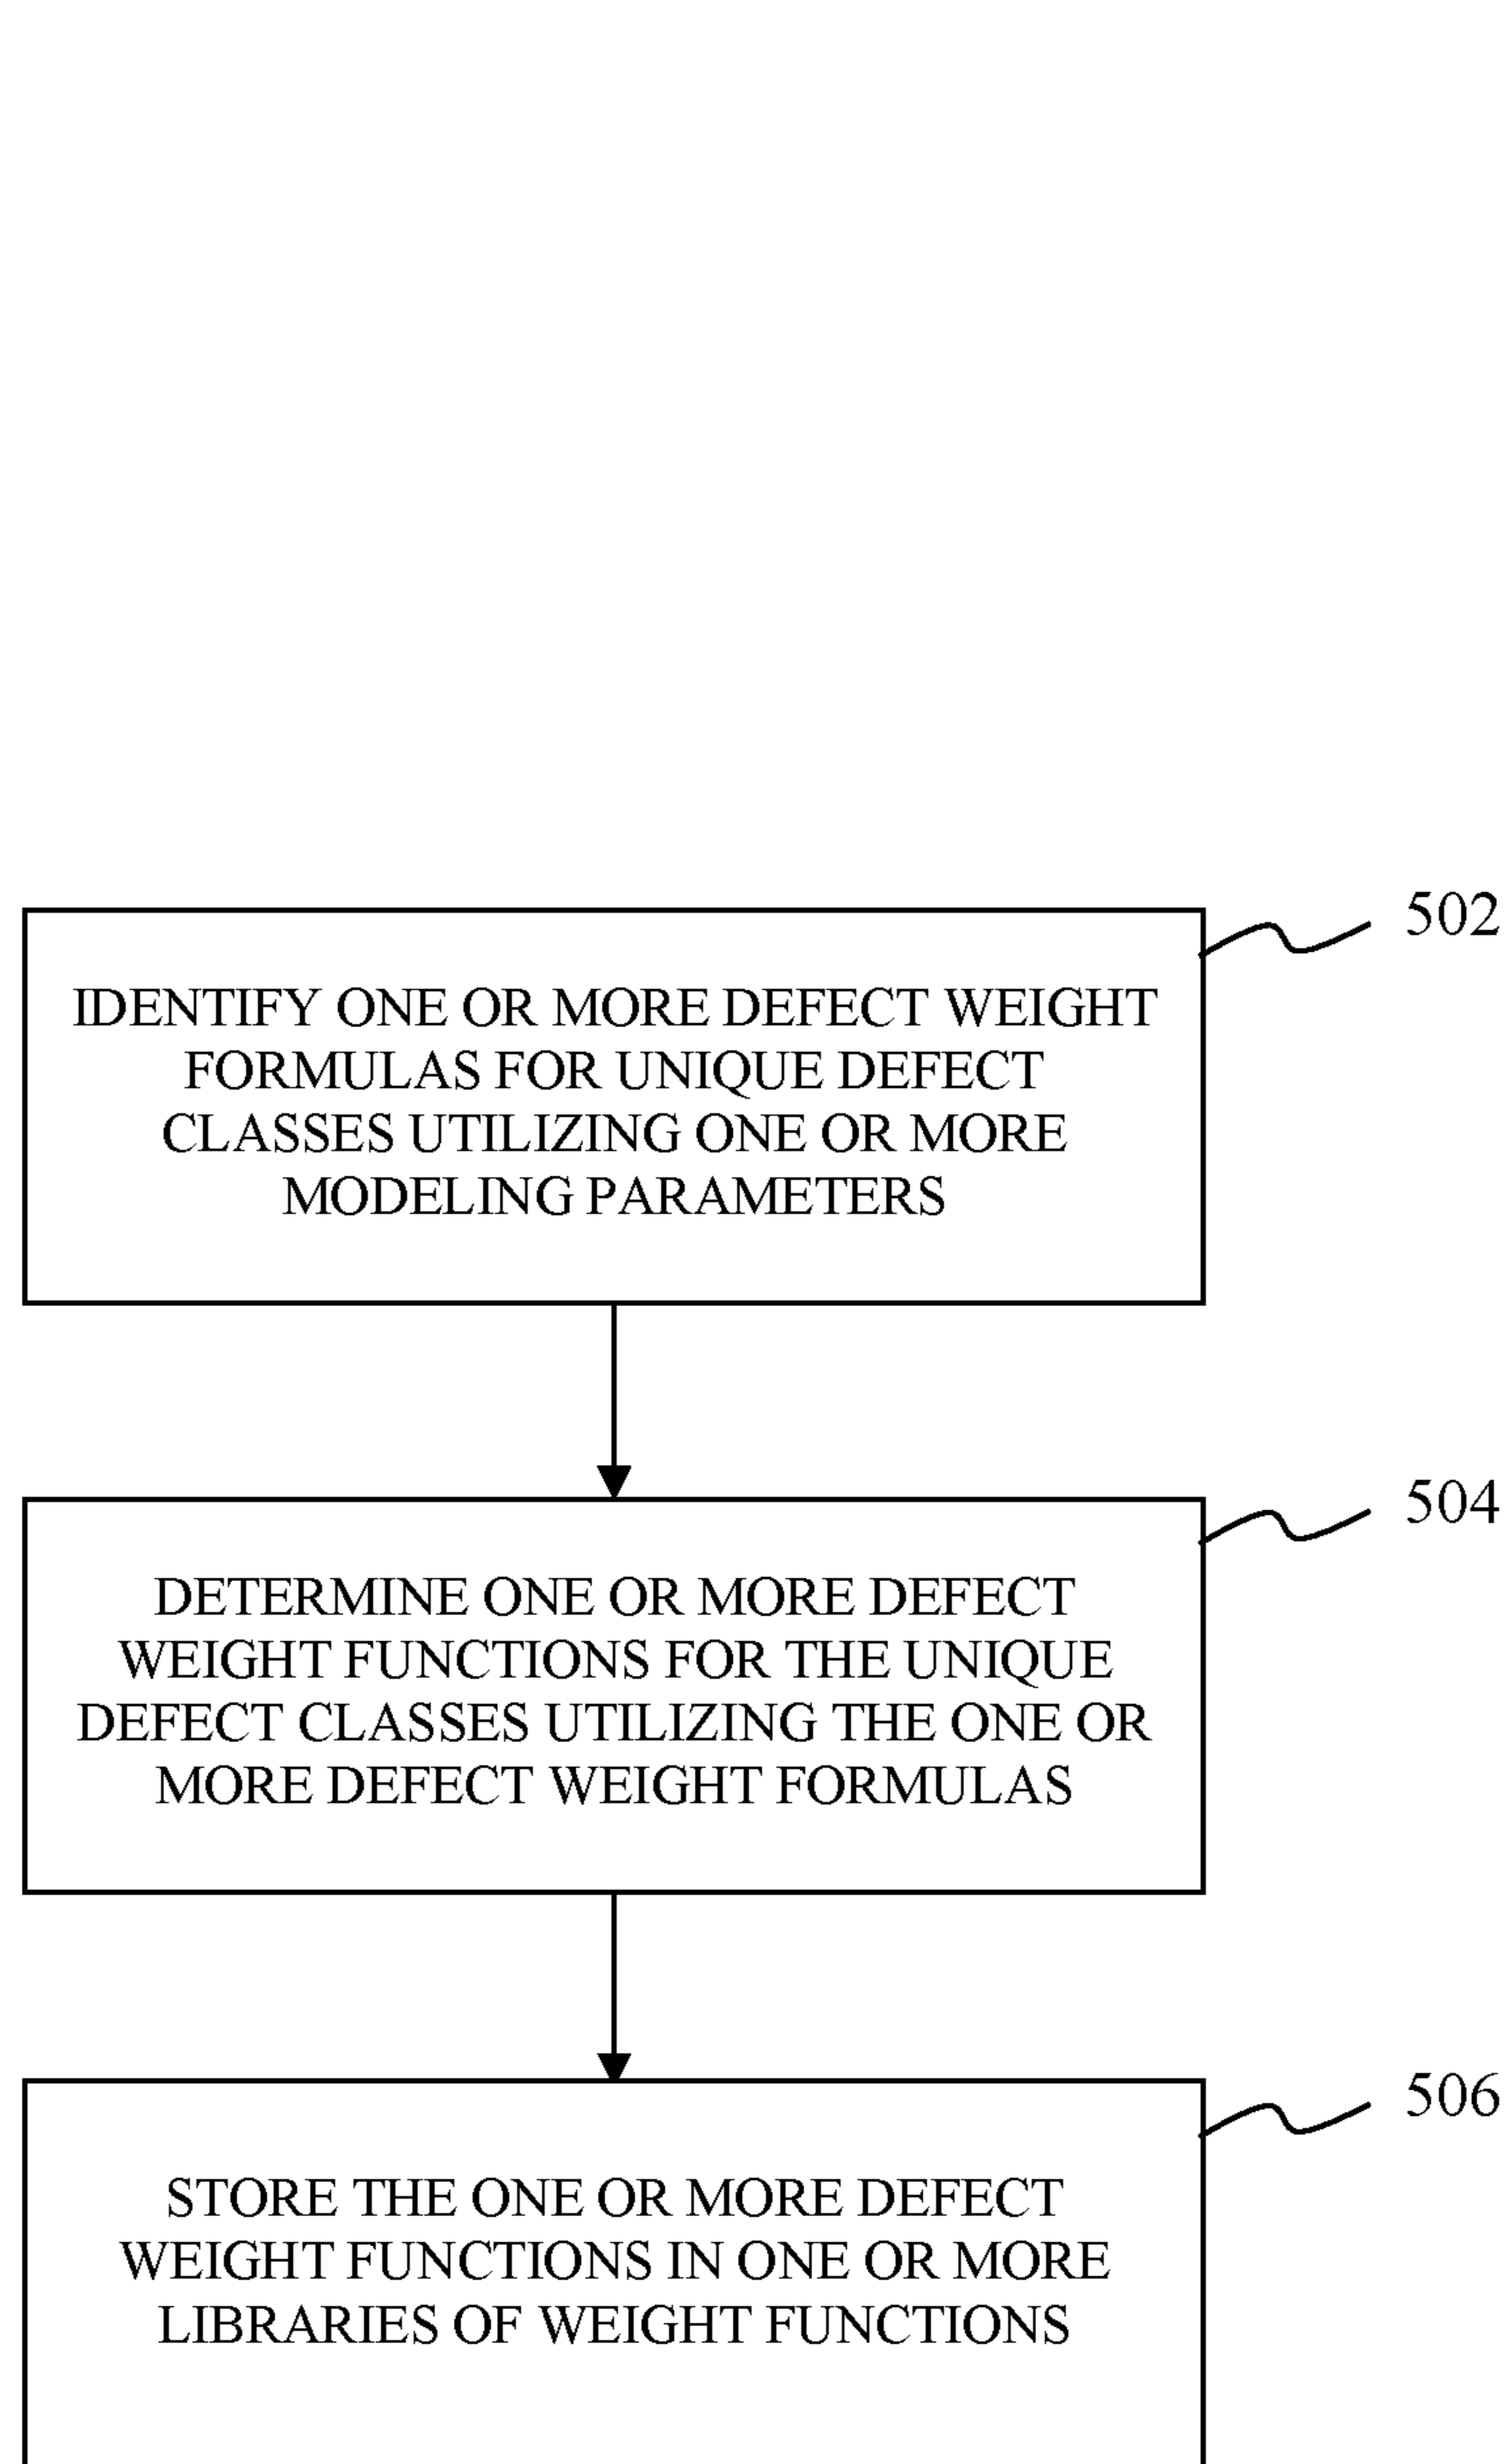 502
IDENTIFY ONE OR MORE DEFECT WEIGHT
FORMULAS FOR UNIQUE DEFECT
CLASSES UTILIZING ONE OR MORE
MODELING PARAMETERS
504
DETERMINE ONE OR MORE DEFECT
WEIGHT FUNCTIONS FOR THE UNIQUE
DEFECT CLASSES UTILIZING THE ONE OR
MORE DEFECT WEIGHT FORMULAS
506
STORE THE ONE OR MORE DEFECT
WEIGHT FUNCTIONS IN ONE OR MORE
LIBRARIES OF WEIGHT FUNCTIONS